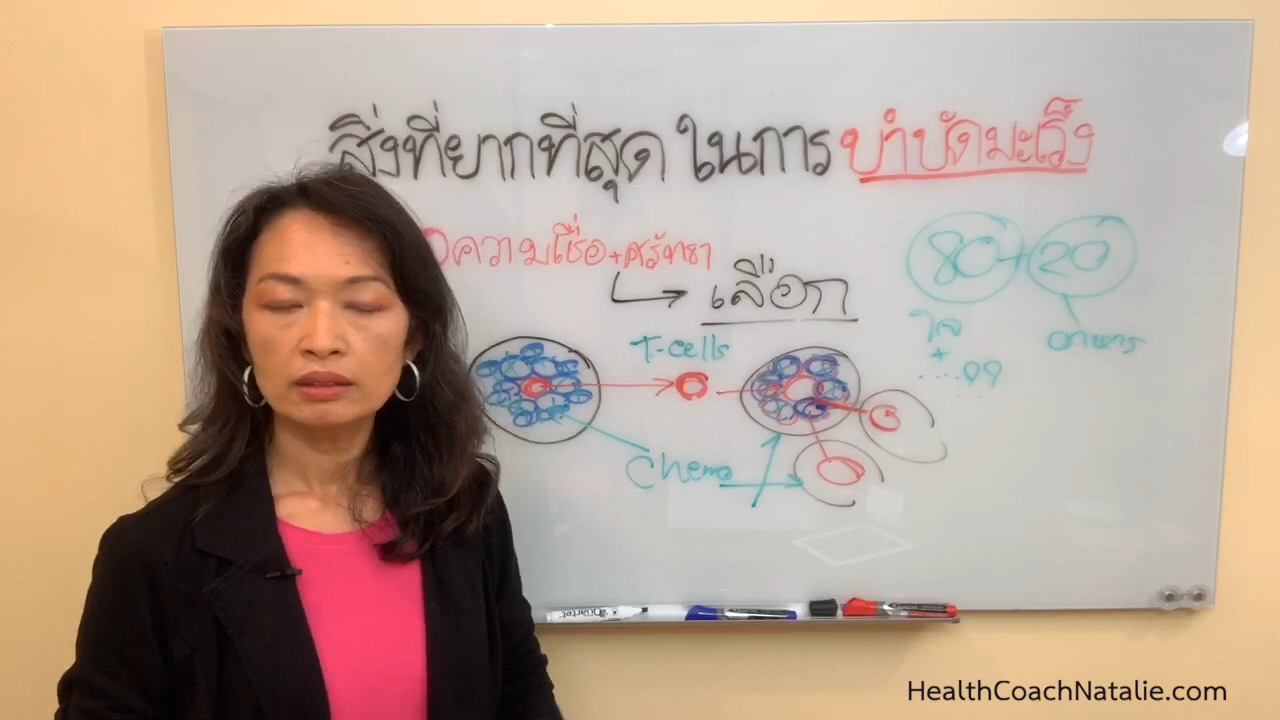 สิ่งที่ยากที่สุด ในการ บำบัดมะเร็ง
ความเชื่อ+ศรัทธา
เลือก
80+20
ใจ
+
อาหาร
....99
T-cells
Chemo
Quartet
HealthCoachNatalie.com